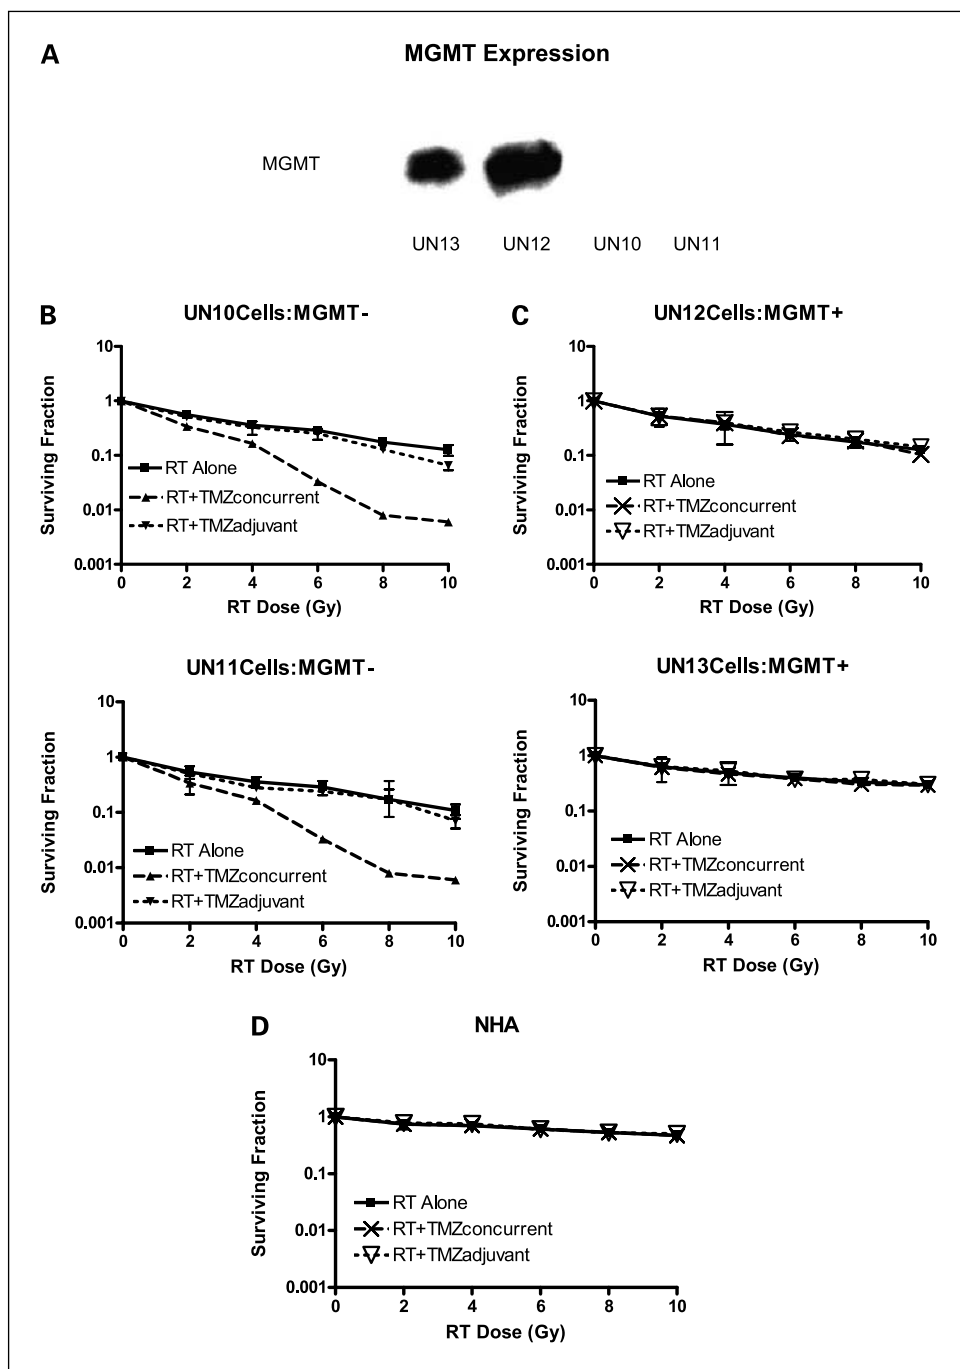 A
MGMT Expression
MGMT
UN13 UN12 UN10 UN11
B
UN10Cells:MGMT-
10
1
0.1
0.01
0.001
Surviving Fraction
RT Alone
RT+TMZconcurrent
RT+TMZadjuvant
0 2 4 6 8 10
RT Dose (Gy)
C
UN12Cells:MGMT+
10
1
0.1
0.01
0.001
Surviving Fraction
RT Alone
RT+TMZconcurrent
RT+TMZadjuvant
0 2 4 6 8 10
RT Dose (Gy)
UN11Cells:MGMT-
10
1
0.1
0.01
0.001
Surviving Fraction
RT Alone
RT+TMZconcurrent
RT+TMZadjuvant
0 2 4 6 8 10
RT Dose (Gy)
UN13Cells:MGMT+
10
1
0.1
0.01
0.001
Surviving Fraction
RT Alone
RT+TMZconcurrent
RT+TMZadjuvant
0 2 4 6 8 10
RT Dose (Gy)
D
NHA
10
1
0.1
0.01
0.001
Surviving Fraction
RT Alone
RT+TMZconcurrent
RT+TMZadjuvant
0 2 4 6 8 10
RT Dose (Gy)